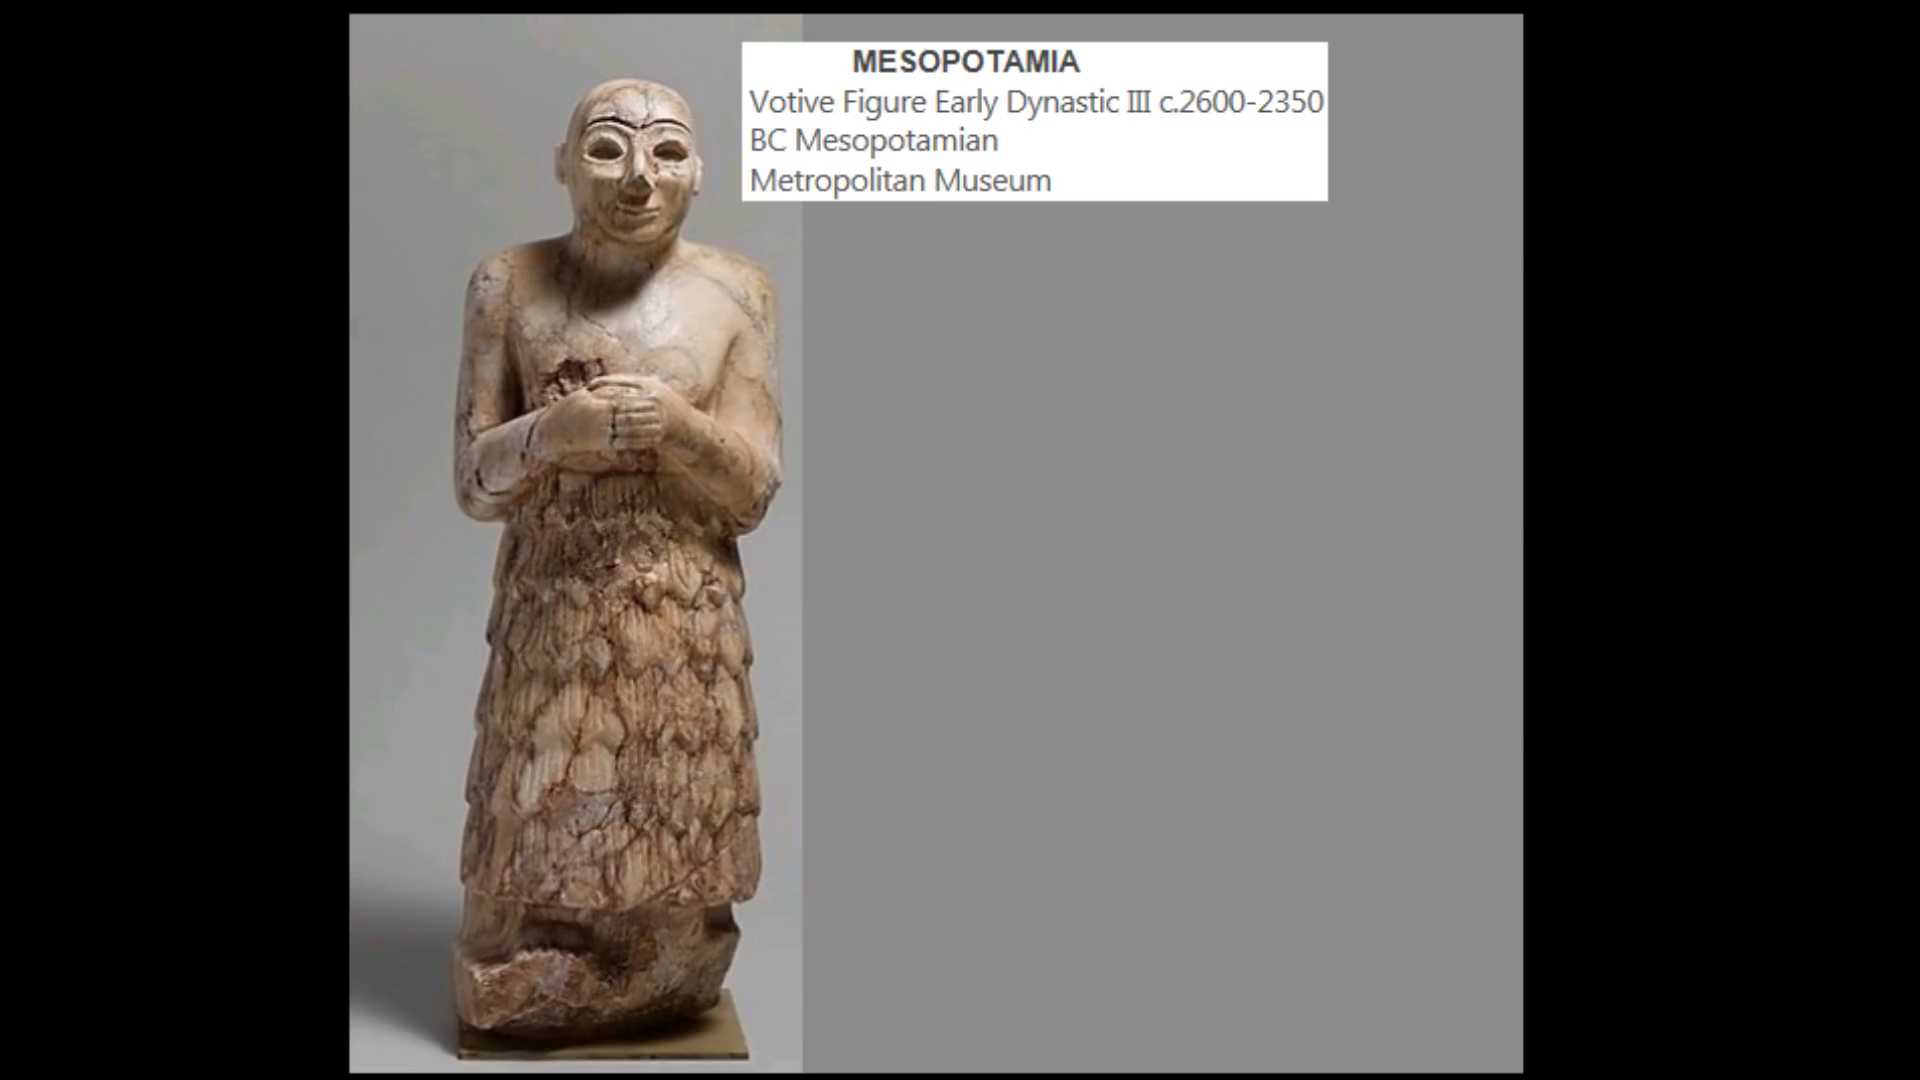 MESOPOTAMIA
Votive Figure Early Dynastic III c.2600-2350
BC Mesopotamian
Metropolitan Museum